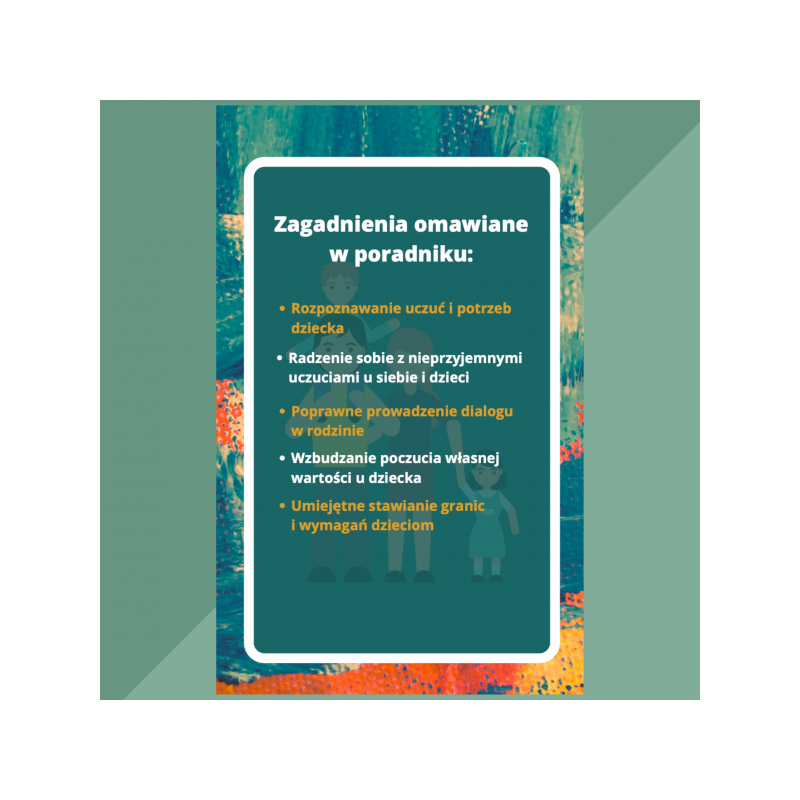 Zagadnienia omawiane
w poradniku:
• Rozpoznawanie uczuć i potrzeb
dziecka
• Radzenie sobie z nieprzyjemnymi
uczuciami u siebie i dzieci
• Poprawne prowadzenie dialogu
w rodzinie
• Wzbudzanie poczucia własnej
wartości u dziecka
• Umiejętne stawianie granic
i wymagań dzieciom